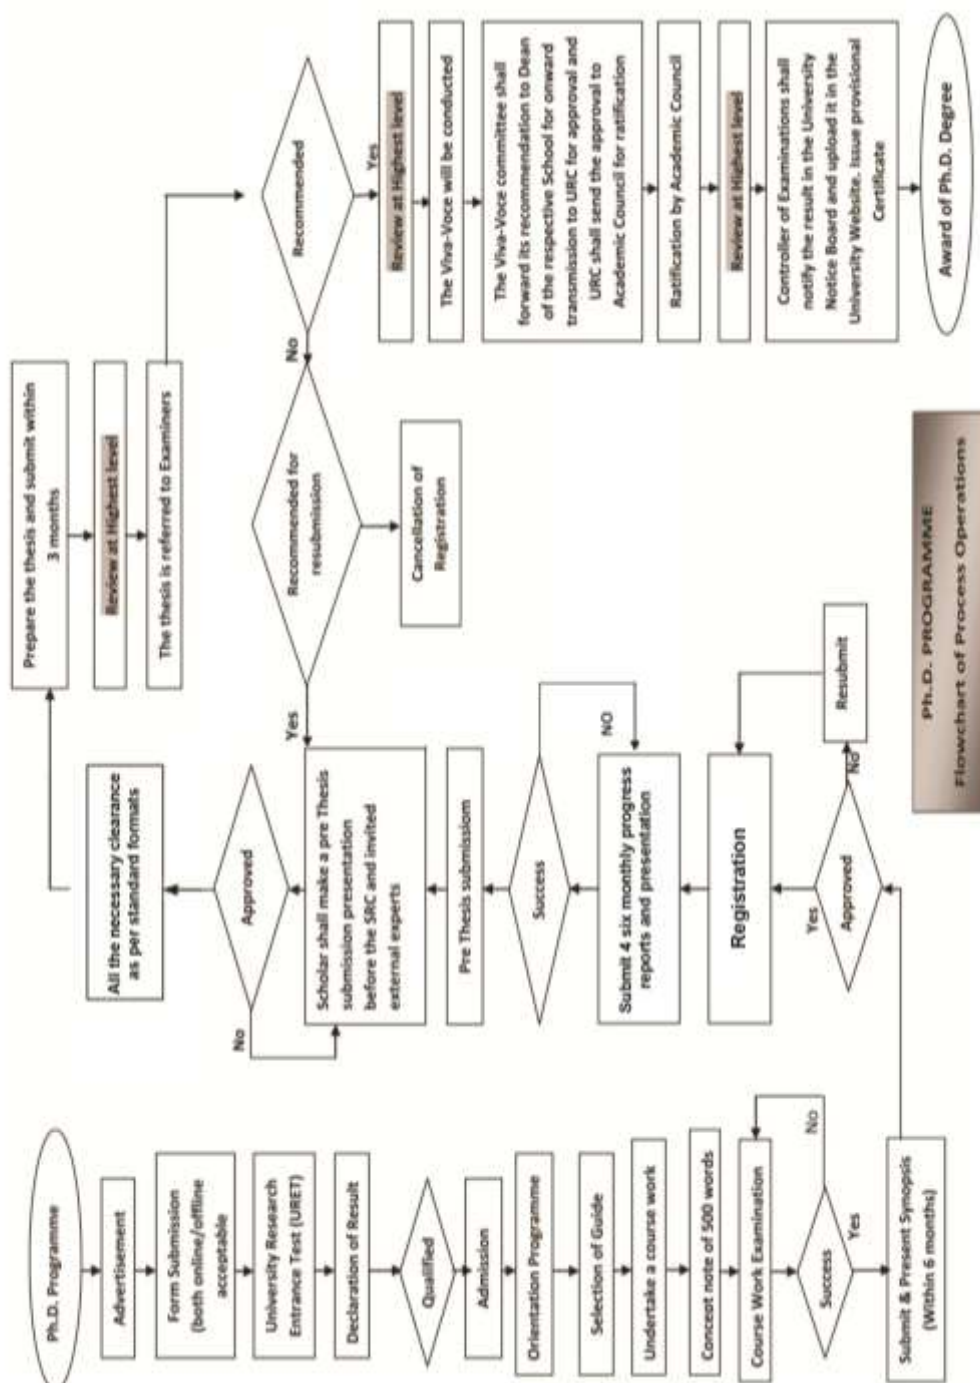 Ph.D. Programme
Advertisement
Form Submission
(both online/offline
acceptable
University Research
Entrance Test (URET)
Declaration of Result
Qualified
Admission
Orientation Programme
Selection of Guide
Undertake a course work
Concept note of 500 words
Course Work Examination
Success
No
Yes
Submit & Present Synopsis
(Within 6 months)
Approved
No
Resubmit
Yes
Registration
Submit 4 six monthly progress
reports and presentation
Success
NO
Pre Thesis submissiom
Scholar shall make a pre Thesis
submission presentation
before the SRC and invited
external experts
Approved
No
All the necessary clearance
as per standard formats
Prepare the thesis and submit within
3 months
Review at Highest level
The thesis is referred to Examiners
Recommended
No
Recommended for
resubmission
Yes
Cancellation of
Registration
Yes
Review at Highest level
The Viva-Voce will be conducted
The Viva-Voce committee shall
forward its recommendation to Dean
of the respective School for onward
transmission to URC for approval and
URC shall send the approval to
Academic Council for ratification
Ratification by Academic Council
Review at Highest level
Controller of Examinations shall
notify the result in the University
Notice Board and upload it in the
University Website. Issue provisional
Certificate
Award of Ph.D. Degree
Ph.D. PROGRAMME
Flowchart of Process Operations